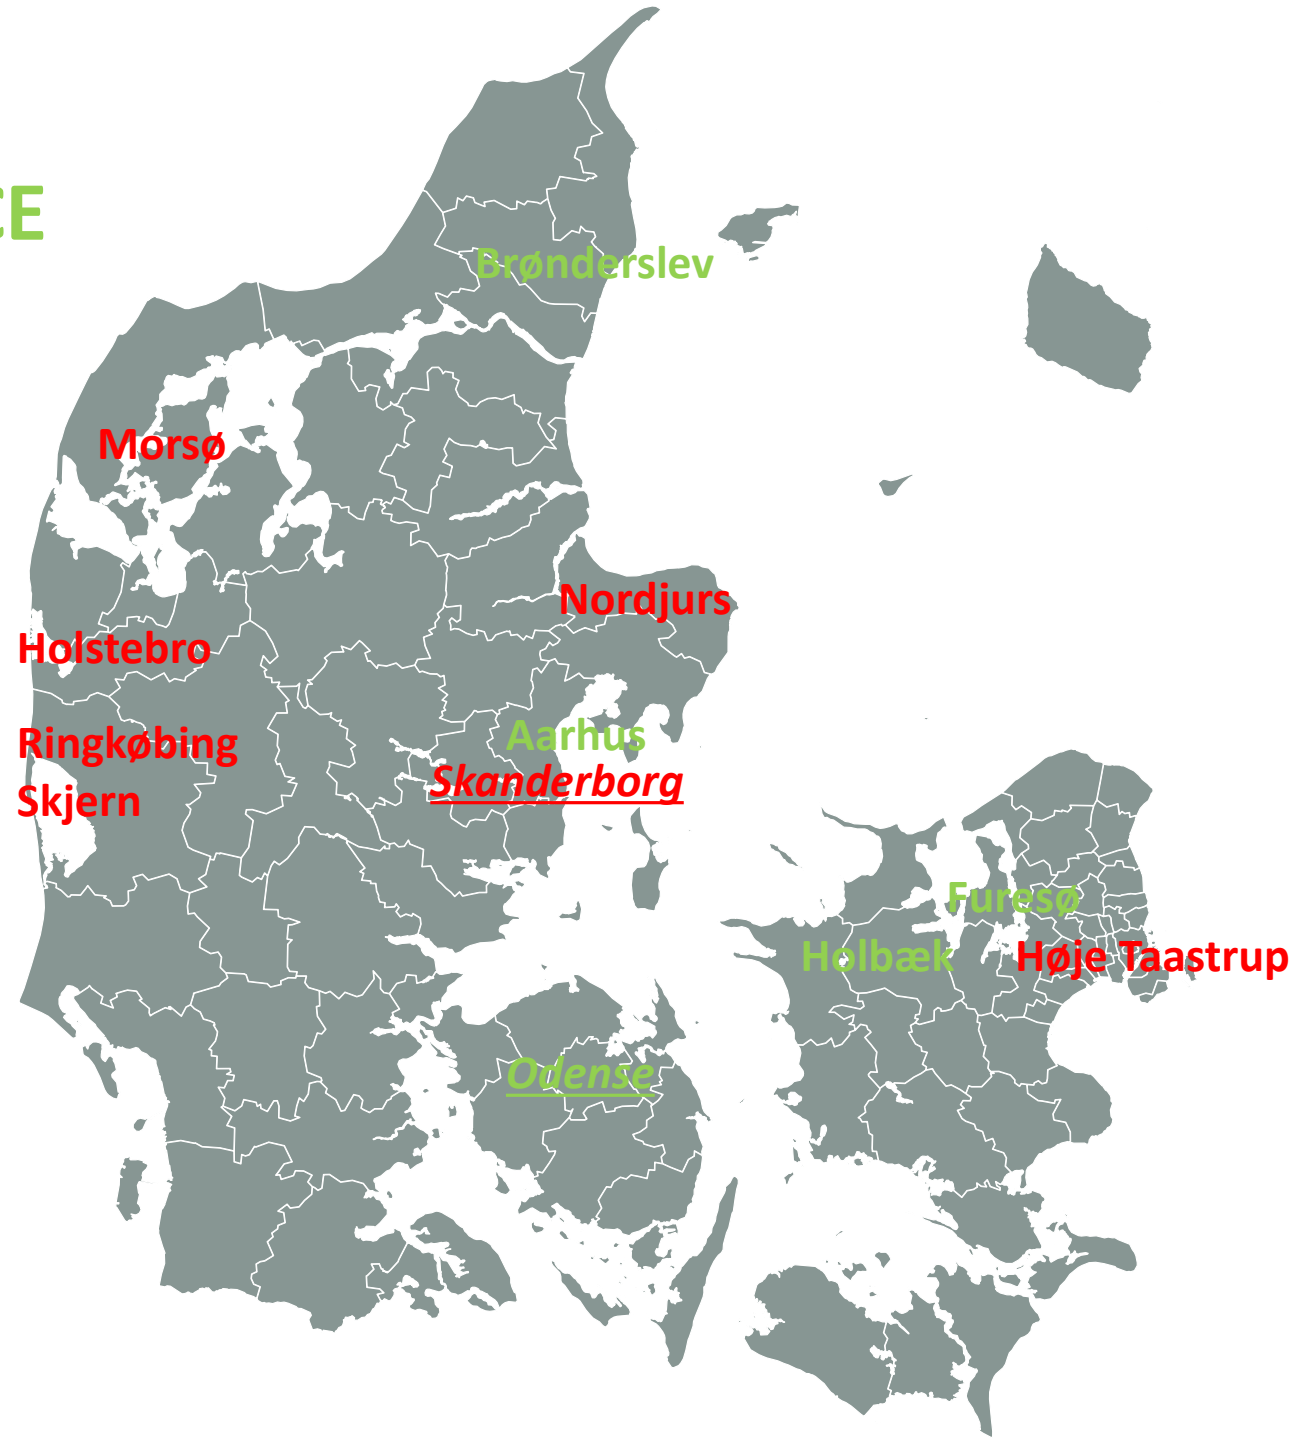 CE
Brønderslev
Morsø
Nordjurs
Holstebro
Aarhus
Ringkøbing
Skjern
Skanderborg
Furesø
Holbæk
Høje Taastrup
Odense